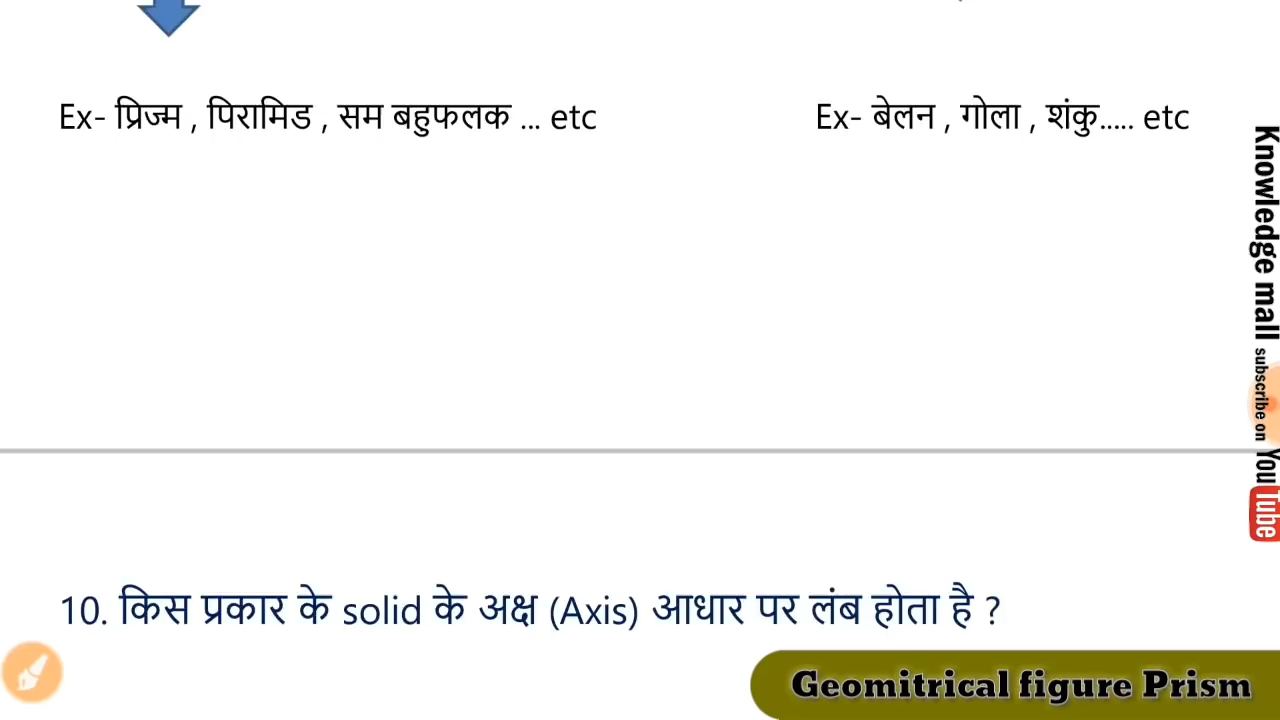 Ex- प्रिज्म , पिरामिड , सम बहुफलक ... etc
Ex- बेलन , गोला , शंकु..... etc
Knowledge mall subscribe on YouTube
10. किस प्रकार के solid के अक्ष (Axis) आधार पर लंब होता है ?
Geomitrical figure Prism